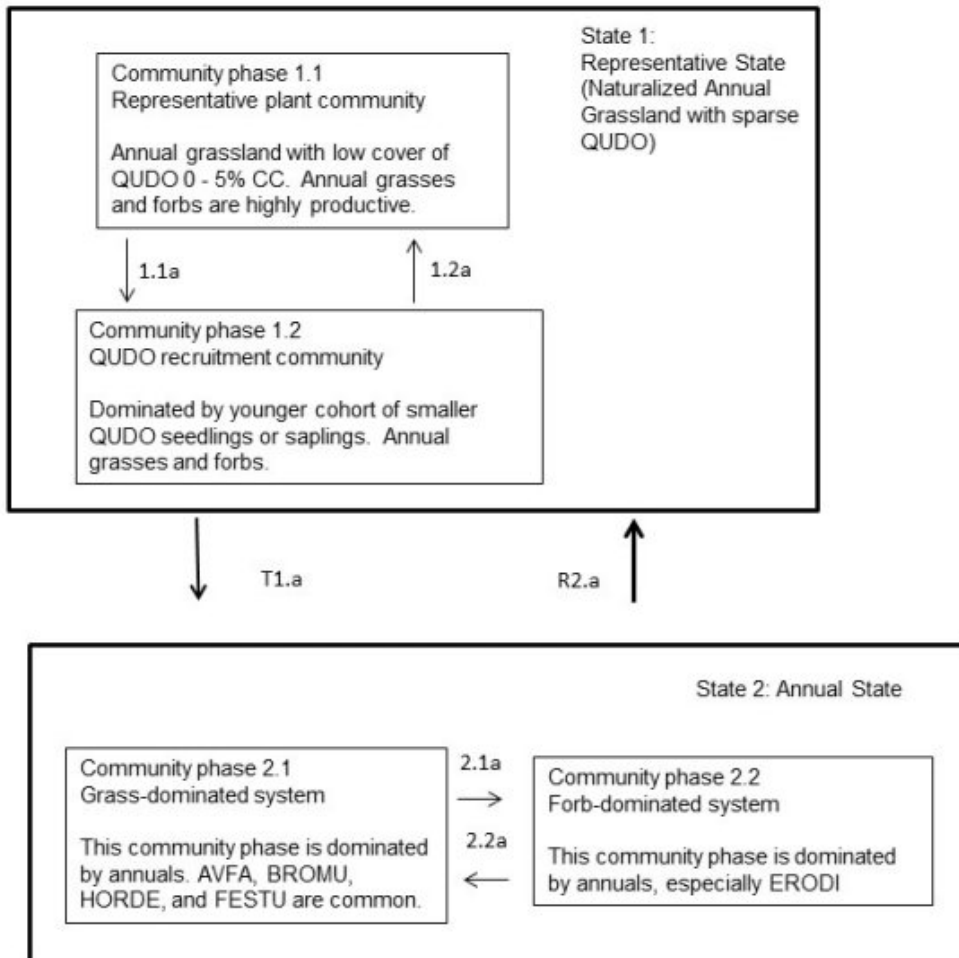 State 1:
Representative State
(Naturalized Annual
Grassland with sparse
QUDO)
Community phase 1.1
Representative plant community
Annual grassland with low cover of
QUDO 0 - 5% CC. Annual grasses
and forbs are highly productive.
1.1a
1.2a
Community phase 1.2
QUDO recruitment community
Dominated by younger cohort of smaller
QUDO seedlings or saplings. Annual
grasses and forbs.
T1.a
R2.a
State 2: Annual State
Community phase 2.1
Grass-dominated system
This community phase is dominated
by annuals. AVFA, BROMU,
HORDE, and FESTU are common.
2.1a
2.2a
Community phase 2.2
Forb-dominated system
This community phase is dominated
by annuals, especially ERODI